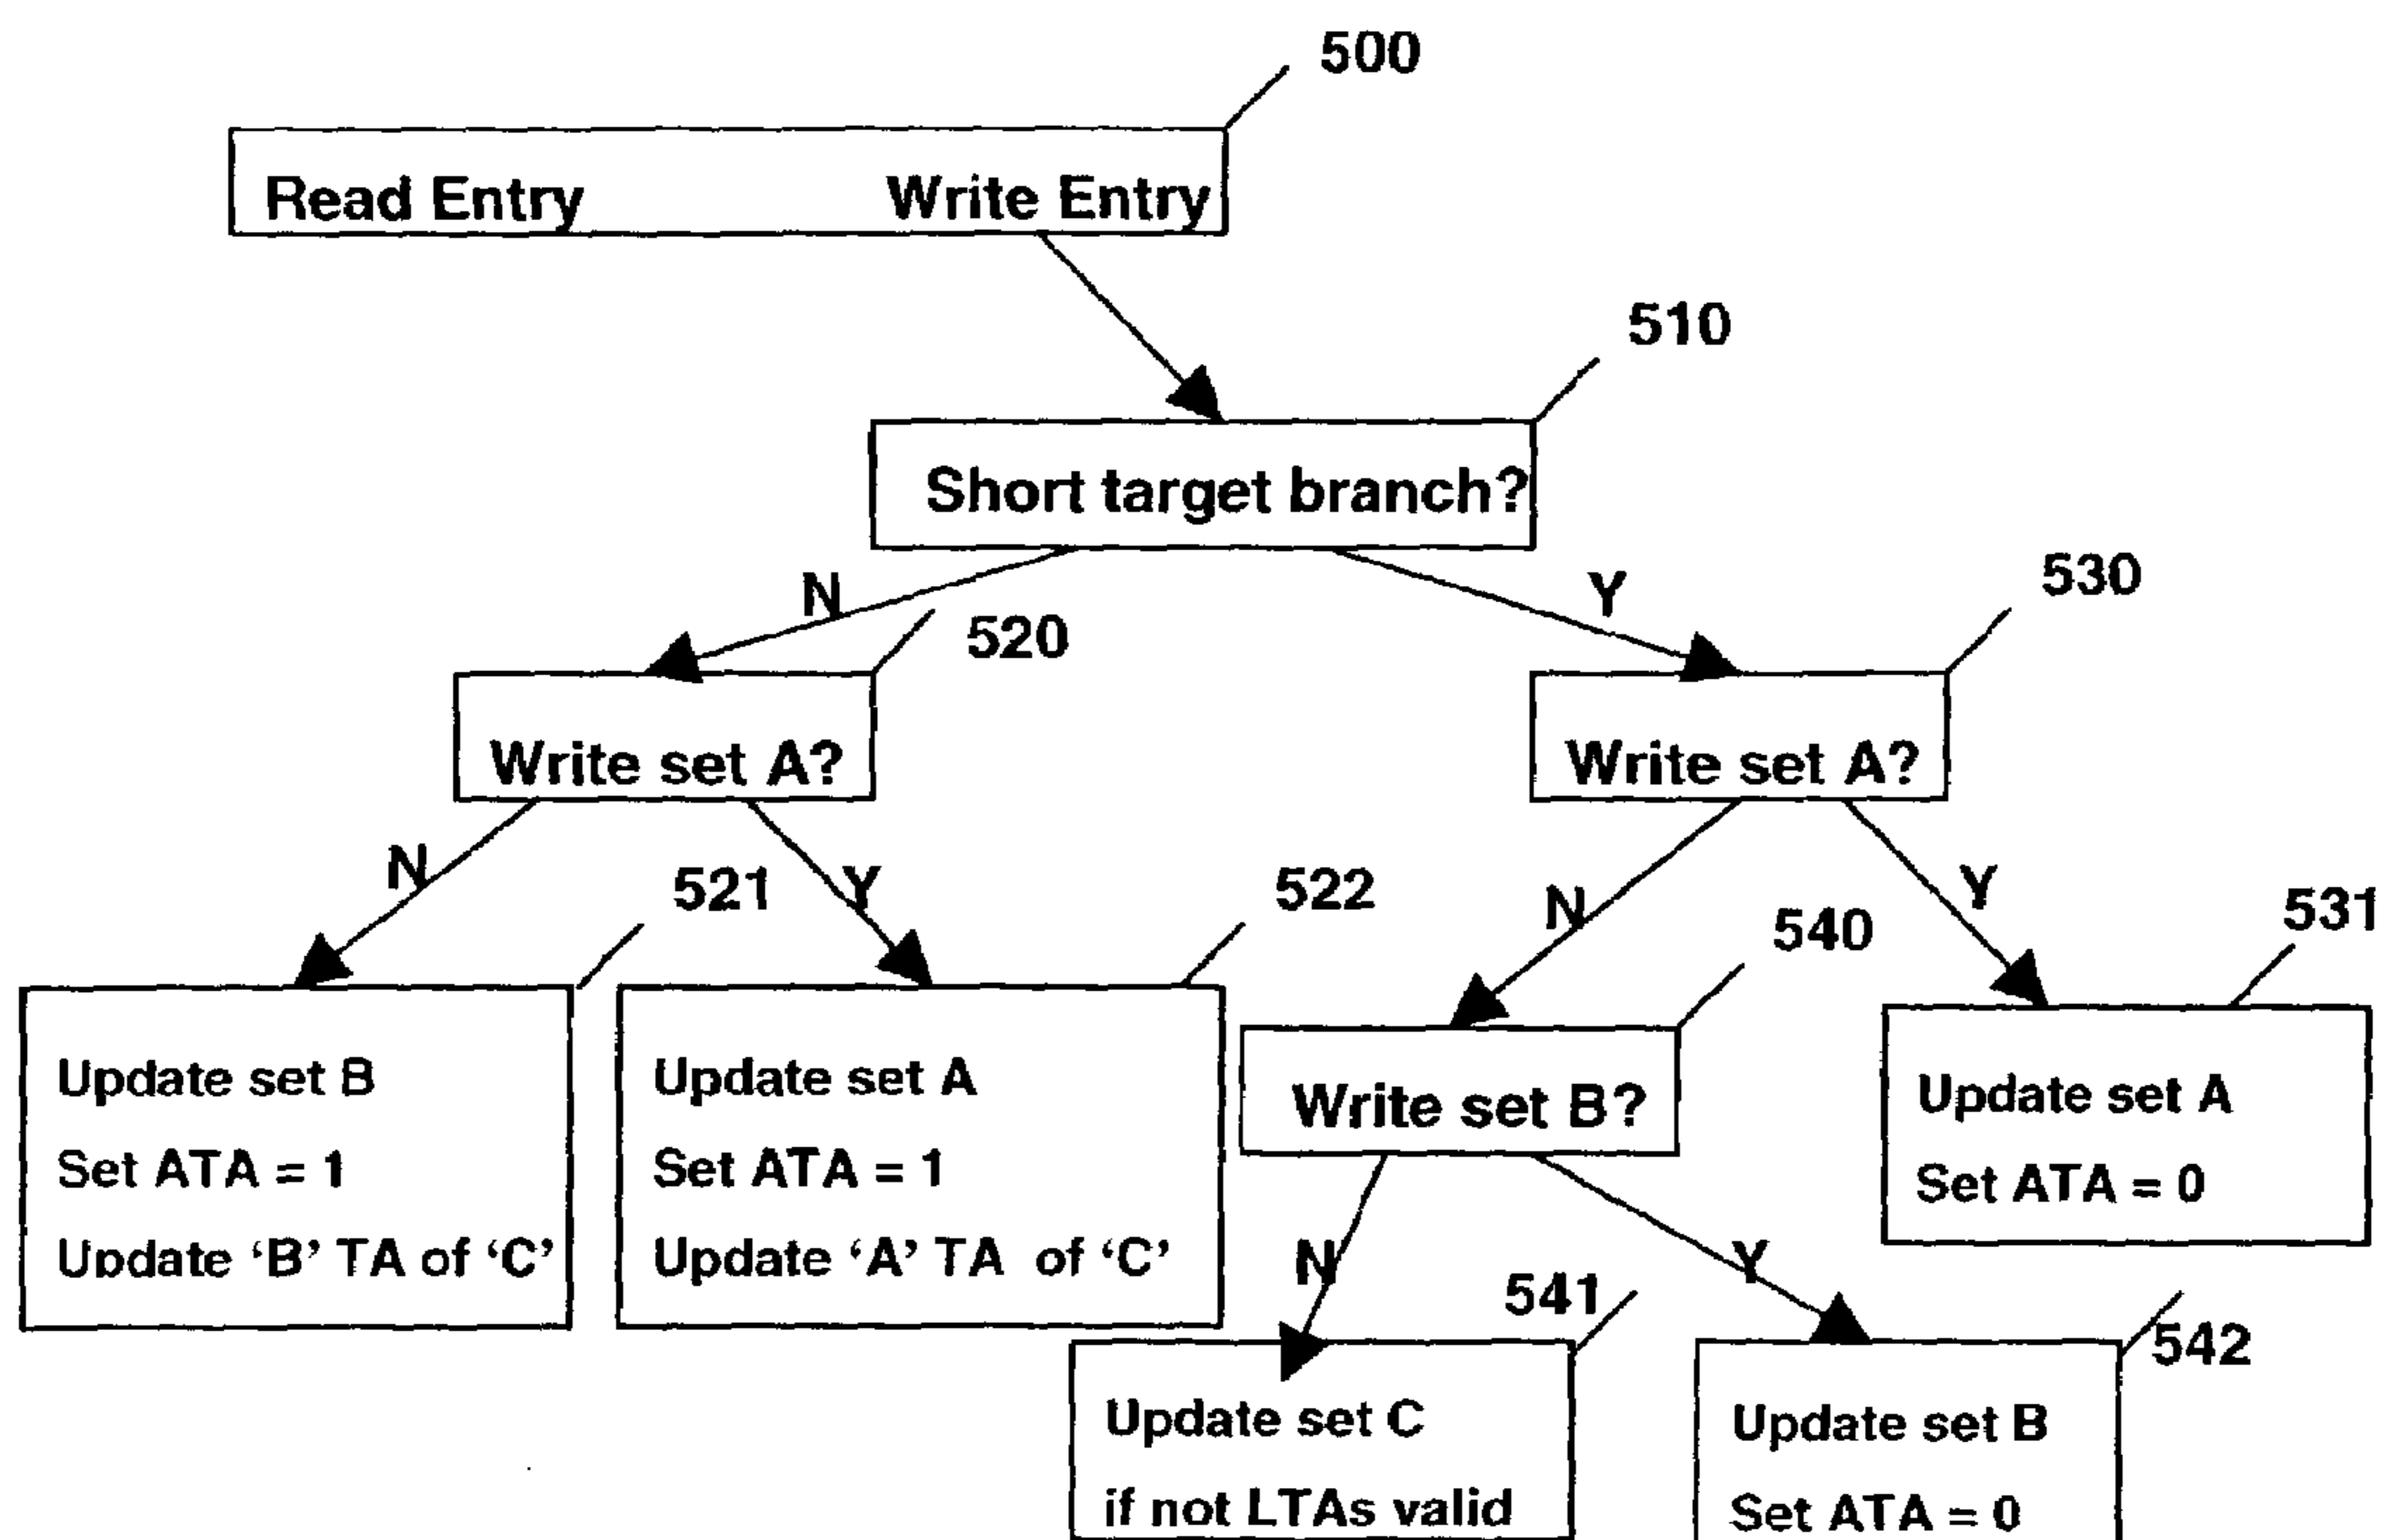 500
Read Entry Write Entry
510
Short target branch?
N
Y
530
520
Write set A?
Write set A?
N
521
Y
522
N
540
Y
531
Update set B
Set ATA = 1
Update ‘B’ TA of ‘C’
Update set A
Set ATA = 1
Update ‘A’ TA of ‘C’
Write set B?
Update set A
Set ATA = 0
N
541
Y
542
Update set C
if not LTAs valid
Update set B
Set ATA = 0